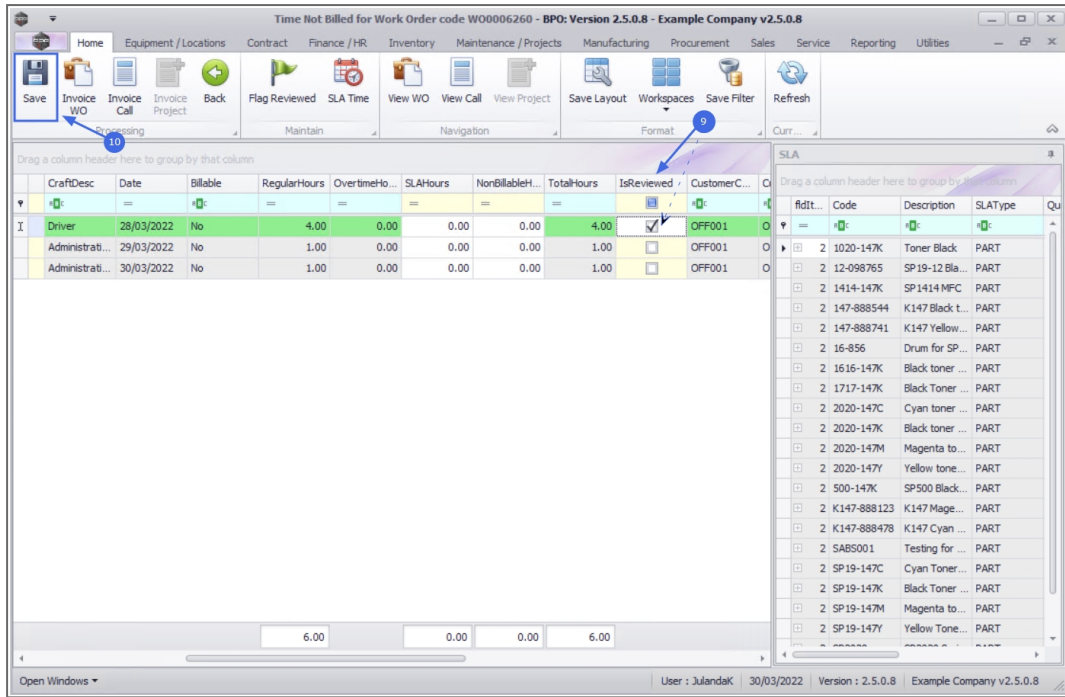 Time Not Billed for Work Order code WO0006260 - BPO: Version 2.5.0.8 - Example Company v2.5.0.8
Home Equipment / Locations Contract Finance / HR Inventory Maintenance / Projects Manufacturing Procurement Sales Service Reporting Utilities
Save Invoice WO Invoice Call Invoice Project Back Flag Reviewed SLA Time View WO View Call View Project Save Layout Workspaces Save Filter Refresh
Processing Maintain Navigation Format Curr...
10
9
Drag a column header here to group by that column
CraftDesc Date Billable RegularHours OvertimeHo... SLAHours NonBillableH... TotalHours IsReviewed CustomerC...
Driver 28/03/2022 No 4.00 0.00 0.00 0.00 4.00 OFF001 O
Administrati... 29/03/2022 No 1.00 0.00 0.00 0.00 1.00 OFF001 O
Administrati... 30/03/2022 No 1.00 0.00 0.00 0.00 1.00 OFF001 O
6.00 0.00 0.00 6.00
SLA
Drag a column header here to group by that column
fldIt... Code Description SLAType Qu
2 1020-147K Toner Black PART
2 12-098765 SP19-12 Bla... PART
2 1414-147K SP1414 MFC PART
2 147-888544 K147 Black t... PART
2 147-888741 K147 Yellow... PART
2 16-856 Drum for SP... PART
2 1616-147K Black toner ... PART
2 1717-147K Black Toner ... PART
2 2020-147C Cyan toner ... PART
2 2020-147K Black toner ... PART
2 2020-147M Magenta to... PART
2 2020-147Y Yellow tone... PART
2 500-147K SP500 Black... PART
2 K147-888123 K147 Mage... PART
2 K147-888478 K147 Cyan ... PART
2 SABS001 Testing for ... PART
2 SP19-147C Cyan Toner... PART
2 SP19-147K Black Toner ... PART
2 SP19-147M Magenta to... PART
2 SP19-147Y Yellow Tone... PART
Open Windows User : JulandaK 30/03/2022 Version : 2.5.0.8 Example Company v2.5.0.8